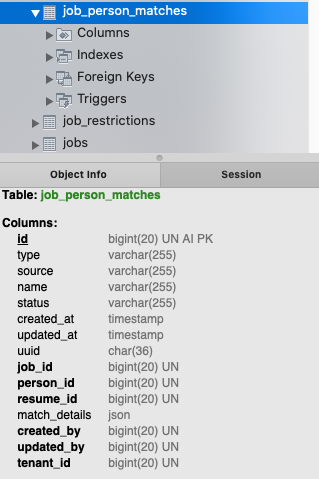 job_person_matches
Columns
Indexes
Foreign Keys
Triggers
job_restrictions
jobs
Object Info Session
Table: job_person_matches
Columns:
id bigint(20) UN AI PK
type varchar(255)
source varchar(255)
name varchar(255)
status varchar(255)
created_at timestamp
updated_at timestamp
uuid char(36)
job_id bigint(20) UN
person_id bigint(20) UN
resume_id bigint(20) UN
match_details json
created_by bigint(20) UN
updated_by bigint(20) UN
tenant_id bigint(20) UN